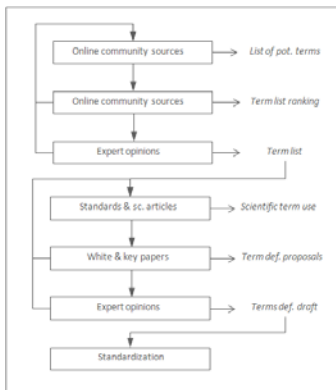 Online community sources
List of pot. terms
Online community sources
Term list ranking
Expert opinions
Term list
Standards & sc. articles
Scientific term use
White & key papers
Term def. proposals
Expert opinions
Terms def. draft
Standardization